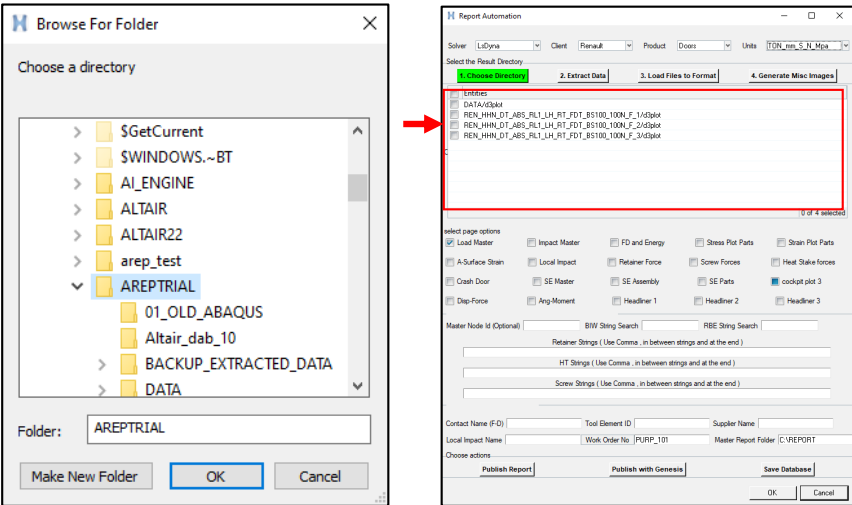 Browse For Folder
Choose a directory
$GetCurrent
$WINDOWS.~BT
AI_ENGINE
ALTAIR
ALTAIR22
arep_test
AREPTRIAL
01_OLD_ABAQUS
Altair_dab_10
BACKUP_EXTRACTED_DATA
DATA
Folder: AREPTRIAL
Make New Folder OK Cancel
Report Automation
Solver LsDyna Client Renault Product Doors Units TON_mm_S_N_Mpa
Select the Result Directory
1. Choose Directory 2. Extract Data 3. Load Files to Format 4. Generate Misc Images
Entities
DATA/d3plot
REN_HHN_DT_ABS_RL1_LH_RT_FDT_BS100_100N_F_1/d3plot
REN_HHN_DT_ABS_RL1_LH_RT_FDT_BS100_100N_F_2/d3plot
REN_HHN_DT_ABS_RL1_LH_RT_FDT_BS100_100N_F_3/d3plot
0 of 4 selected
select page options
Load Master Impact Master FD and Energy Stress Plot Parts Strain Plot Parts
A-Surface Strain Local Impact Retainer Force Screw Forces Heat Stake forces
Crash Door SE Master SE Assembly SE Parts cockpit plot 3
Disp-Force Ang-Moment Headliner 1 Headliner 2 Headliner 3
Master Node Id (Optional) BIW String Search RBE String Search
Retainer Strings ( Use Comma , in between strings and at the end )
HT Strings ( Use Comma , in between strings and at the end )
Screw Strings ( Use Comma , in between strings and at the end )
Contact Name (F-D) Tool Element ID Supplier Name
Local Impact Name Work Order No PURP_101 Master Report Folder C:\REPORT
Choose actions
Publish Report Publish with Genesis Save Database
OK Cancel